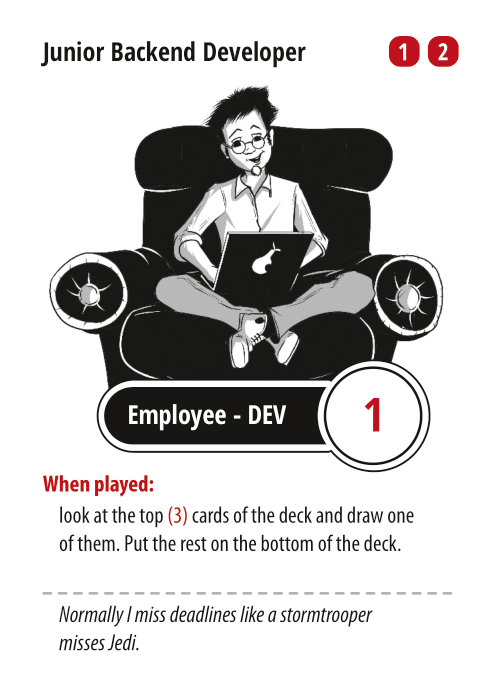 Junior Backend Developer 1 2
Employee - DEV 1
When played:
look at the top (3) cards of the deck and draw one
of them. Put the rest on the bottom of the deck.
Normally I miss deadlines like a stormtrooper
misses Jedi.